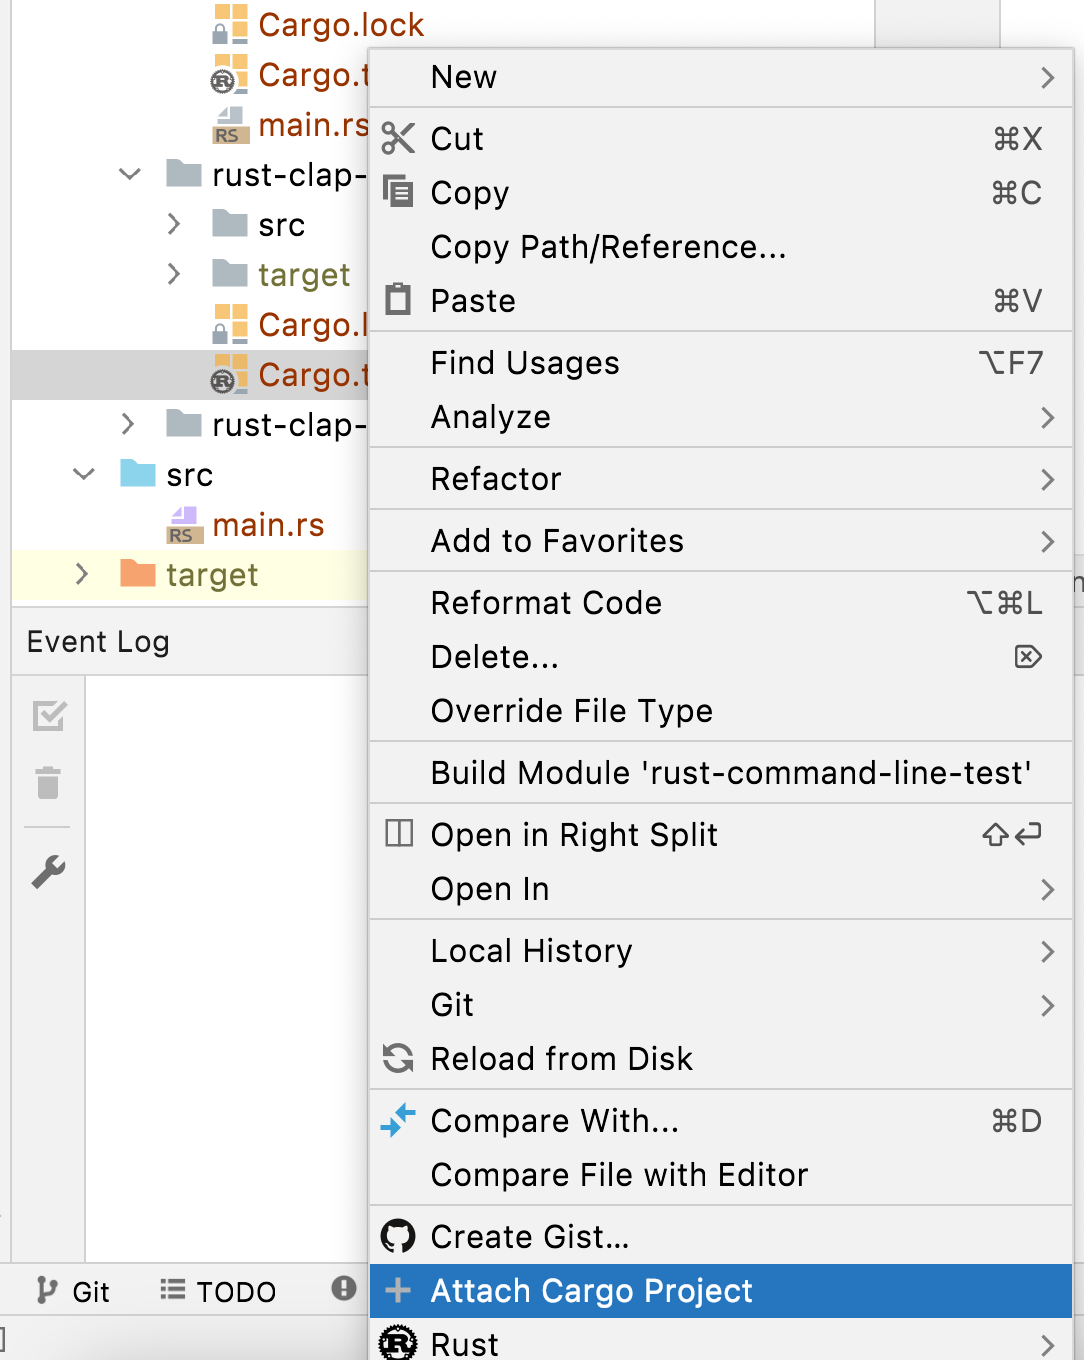 Cargo.lock
Cargo.t
main.rs
rust-clap-
src
target
Cargo.l
Cargo.t
rust-clap-
src
main.rs
target
Event Log
Git
TODO
New
Cut ⌘X
Copy ⌘C
Copy Path/Reference...
Paste ⌘V
Find Usages ⌥F7
Analyze
Refactor
Add to Favorites
Reformat Code ⌥⌘L
Delete... ⌦
Override File Type
Build Module 'rust-command-line-test'
Open in Right Split ⇧⏎
Open In
Local History
Git
Reload from Disk
Compare With... ⌘D
Compare File with Editor
Create Gist...
Attach Cargo Project
Rust